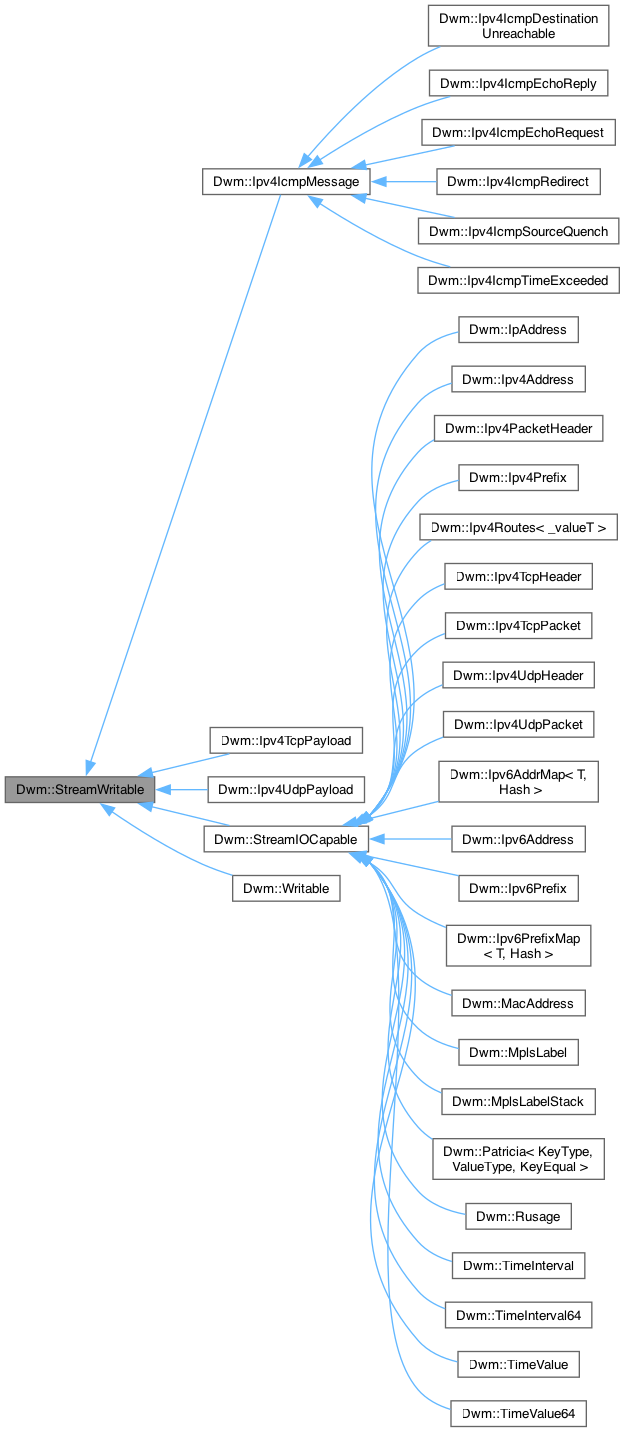 Dwm::Ipv4IcmpDestination
Unreachable
Dwm::Ipv4IcmpEchoReply
Dwm::Ipv4IcmpEchoRequest
Dwm::Ipv4IcmpMessage
Dwm::Ipv4IcmpRedirect
Dwm::Ipv4IcmpSourceQuench
Dwm::Ipv4IcmpTimeExceeded
Dwm::IpAddress
Dwm::Ipv4Address
Dwm::Ipv4PacketHeader
Dwm::Ipv4Prefix
Dwm::Ipv4Routes< _valueT >
Dwm::Ipv4TcpHeader
Dwm::Ipv4TcpPacket
Dwm::Ipv4UdpHeader
Dwm::Ipv4UdpPacket
Dwm::Ipv4TcpPayload
Dwm::StreamWritable
Dwm::Ipv4UdpPayload
Dwm::Ipv6AddrMap< T,
Hash >
Dwm::StreamIOCapable
Dwm::Ipv6Address
Dwm::Writable
Dwm::Ipv6Prefix
Dwm::Ipv6PrefixMap
< T, Hash >
Dwm::MacAddress
Dwm::MplsLabel
Dwm::MplsLabelStack
Dwm::Patricia< KeyType,
ValueType, KeyEqual >
Dwm::Rusage
Dwm::TimeInterval
Dwm::TimeInterval64
Dwm::TimeValue
Dwm::TimeValue64